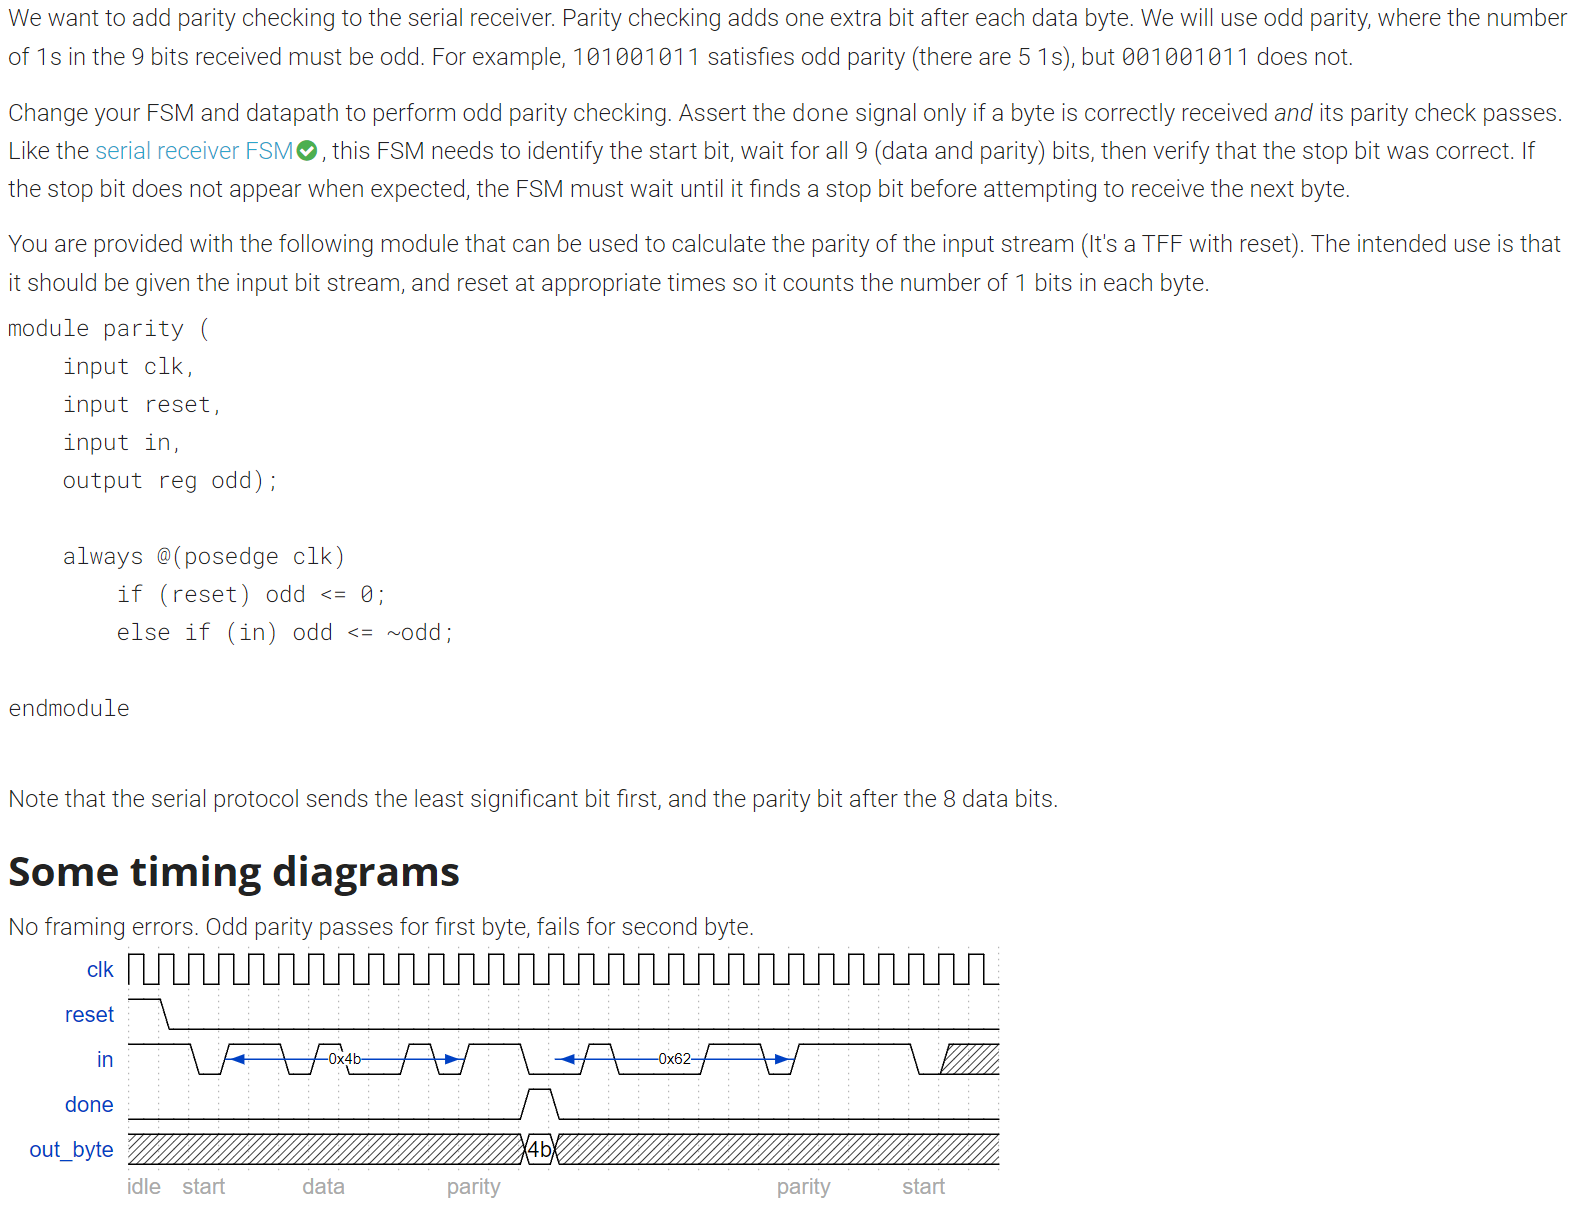 We want to add parity checking to the serial receiver. Parity checking adds one extra bit after each data byte. We will use odd parity, where the number
of 1s in the 9 bits received must be odd. For example, 101001011 satisfies odd parity (there are 5 1s), but 001001011 does not.
Change your FSM and datapath to perform odd parity checking. Assert the done signal only if a byte is correctly received and its parity check passes.
Like the serial receiver FSM, this FSM needs to identify the start bit, wait for all 9 (data and parity) bits, then verify that the stop bit was correct. If
the stop bit does not appear when expected, the FSM must wait until it finds a stop bit before attempting to receive the next byte.
You are provided with the following module that can be used to calculate the parity of the input stream (It's a TFF with reset). The intended use is that
it should be given the input bit stream, and reset at appropriate times so it counts the number of 1 bits in each byte.
module parity (
    input clk,
    input reset,
    input in,
    output reg odd);
    always @(posedge clk)
        if (reset) odd <= 0;
        else if (in) odd <= ~odd;
endmodule
Note that the serial protocol sends the least significant bit first, and the parity bit after the 8 data bits.
Some timing diagrams
No framing errors. Odd parity passes for first byte, fails for second byte.
clk
reset
in 0x4b 0x62
done
out_byte 4b
idle start data parity parity start